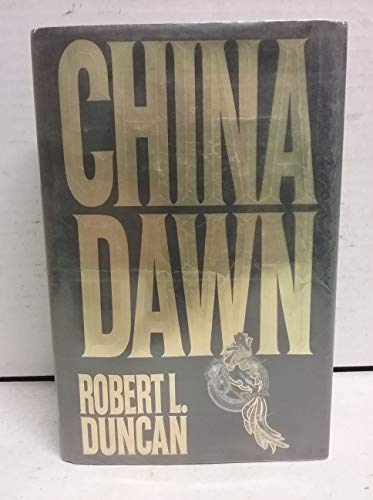 CHINA
DAWN
ROBERT L.
DUNCAN